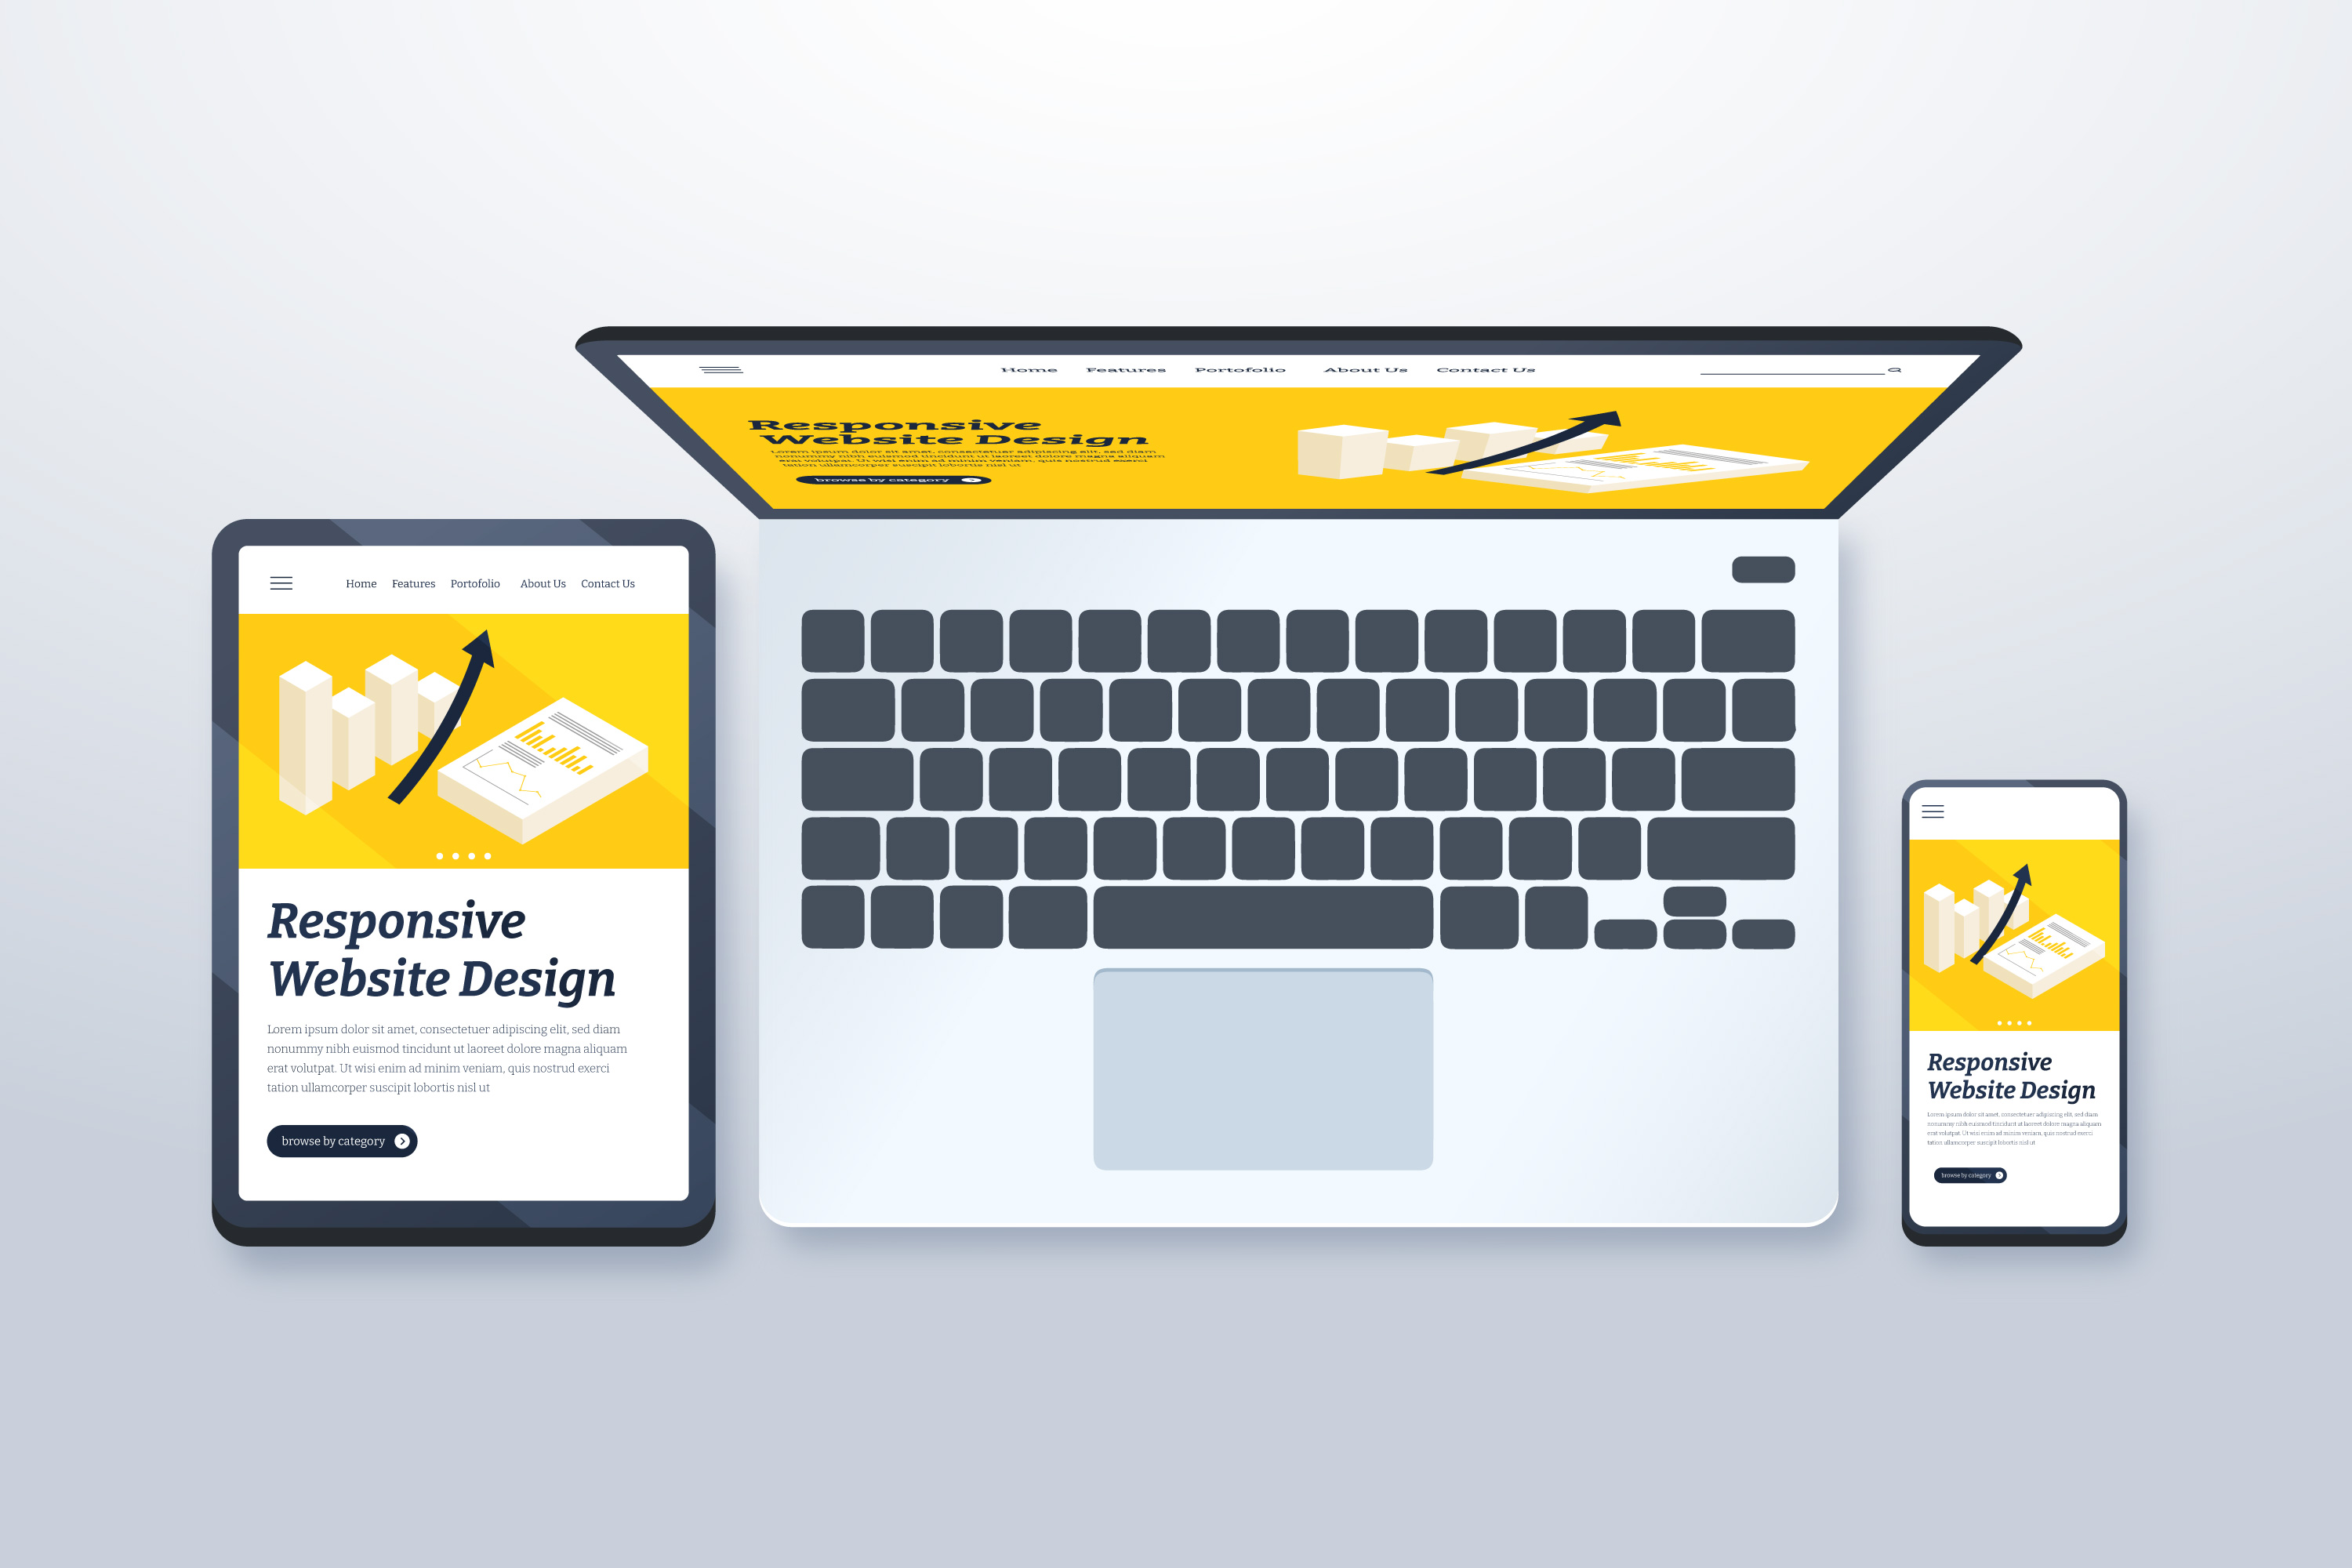 Home Features Portofolio About Us Contact Us
Responsive
Website Design
Lorem ipsum dolor sit amet, consectetuer adipiscing elit, sed diam
nonummy nibh euismod tincidunt ut laoreet dolore magna aliquam
erat volutpat. Ut wisi enim ad minim veniam, quis nostrud exerci
tation ullamcorper suscipit lobortis nisl ut
browse by category
Home Features Portofolio About Us Contact Us
Responsive
Website Design
Lorem ipsum dolor sit amet, consectetuer adipiscing elit, sed diam
nonummy nibh euismod tincidunt ut laoreet dolore magna aliquam
erat volutpat. Ut wisi enim ad minim veniam, quis nostrud exerci
tation ullamcorper suscipit lobortis nisl ut
browse by category
Responsive
Website Design
Lorem ipsum dolor sit amet, consectetuer adipiscing elit, sed diam
nonummy nibh euismod tincidunt ut laoreet dolore magna aliquam
erat volutpat. Ut wisi enim ad minim veniam, quis nostrud exerci
tation ullamcorper suscipit lobortis nisl ut
browse by category